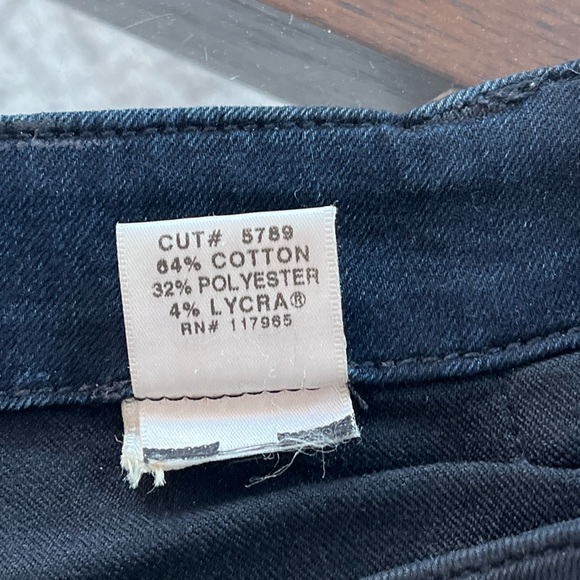 CUT# 5789
64% COTTON
32% POLYESTER
4% LYCRA®
RN# 117965